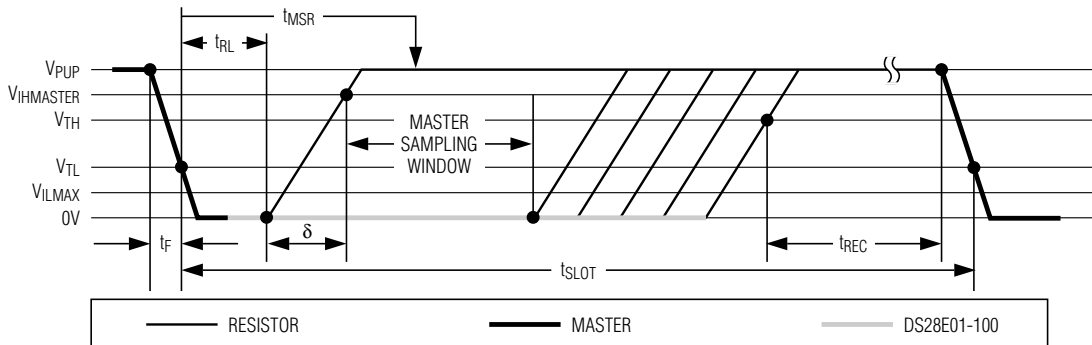 tMSR
tRL
VPUP
VIHMASTER
VTH
MASTER
SAMPLING
WINDOW
VTL
VILMAX
0V
tF
δ
tREC
tSLOT
RESISTOR MASTER DS28E01-100